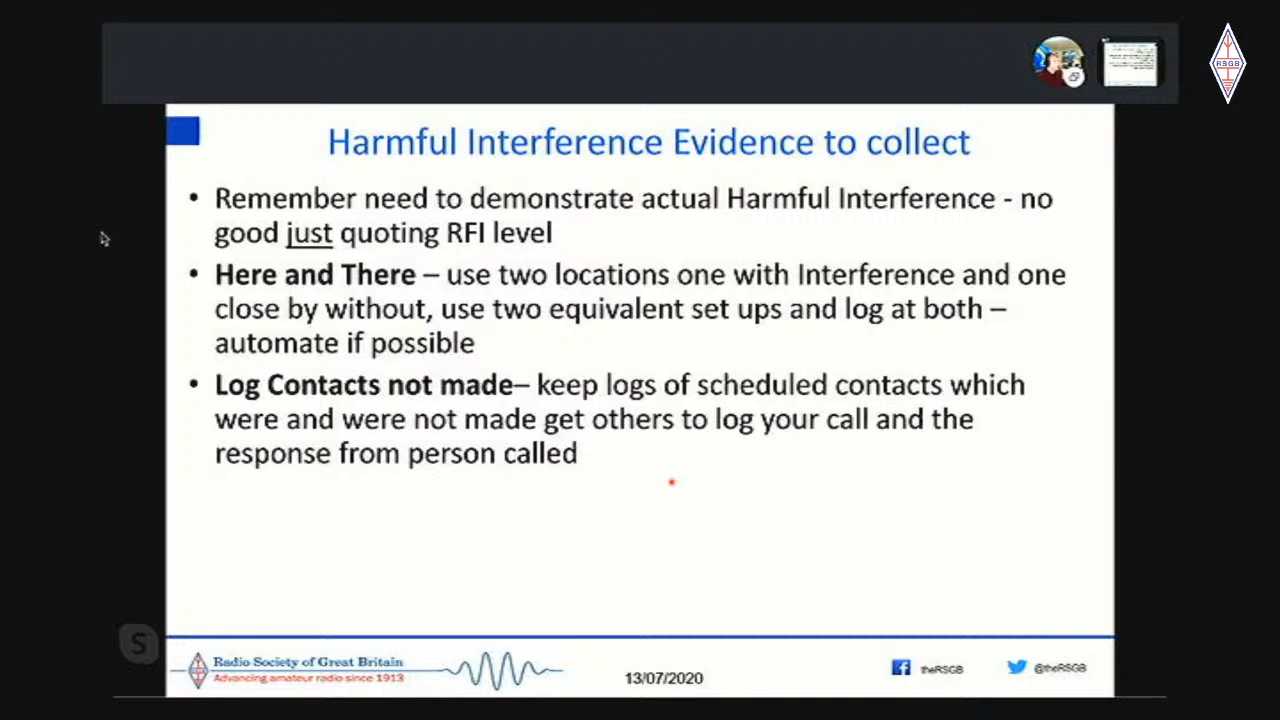 RSGB
Harmful Interference Evidence to collect
• Remember need to demonstrate actual Harmful Interference - no
good just quoting RFI level
• Here and There – use two locations one with Interference and one
close by without, use two equivalent set ups and log at both –
automate if possible
• Log Contacts not made– keep logs of scheduled contacts which
were and were not made get others to log your call and the
response from person called
S
Radio Society of Great Britain
Advancing amateur radio since 1913
13/07/2020
theRSGB
@theRSGB